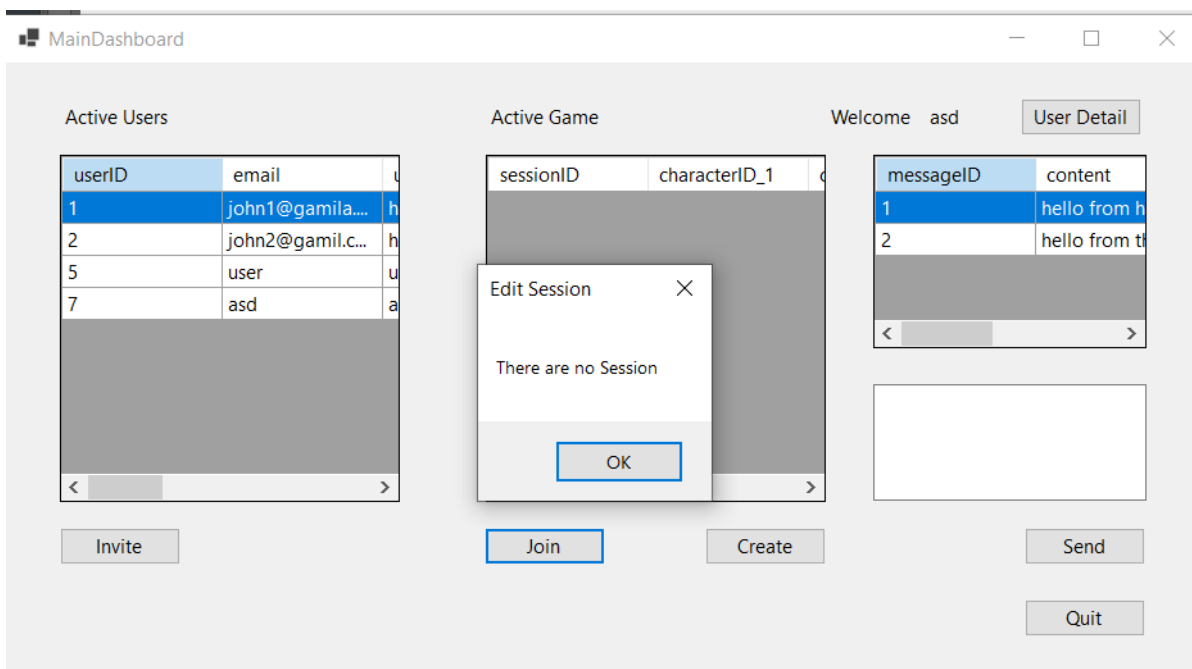 MainDashboard
Active Users
Active Game
Welcome asd
User Detail
userID email u
1 john1@gamila.... h
2 john2@gamil.c... h
5 user u
7 asd a
sessionID characterID_1
messageID content
1 hello from h
2 hello from th
Edit Session
There are no Session
OK
Invite
Join
Create
Send
Quit